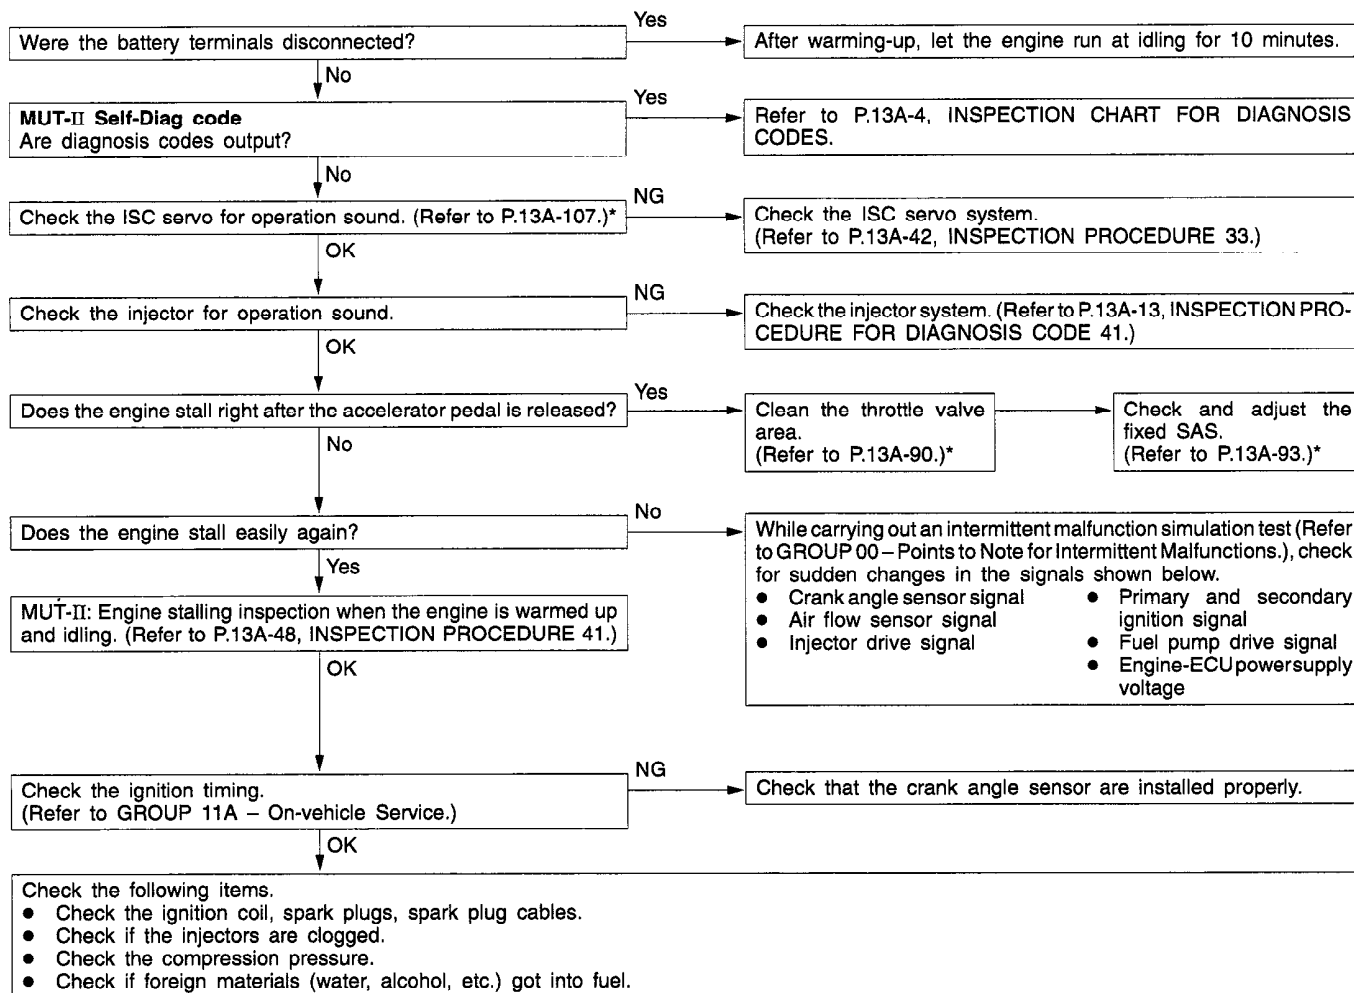 Were the battery terminals disconnected?
Yes
After warming-up, let the engine run at idling for 10 minutes.
No
MUT-II Self-Diag code
Are diagnosis codes output?
Yes
Refer to P.13A-4, INSPECTION CHART FOR DIAGNOSIS
CODES.
No
Check the ISC servo for operation sound. (Refer to P.13A-107.)*
NG
Check the ISC servo system.
(Refer to P.13A-42, INSPECTION PROCEDURE 33.)
OK
Check the injector for operation sound.
NG
Check the injector system. (Refer to P.13A-13, INSPECTION PRO-
CEDURE FOR DIAGNOSIS CODE 41.)
OK
Does the engine stall right after the accelerator pedal is released?
Yes
Clean the throttle valve
area.
(Refer to P.13A-90.)*
Check and adjust the
fixed SAS.
(Refer to P.13A-93.)*
No
Does the engine stall easily again?
No
While carrying out an intermittent malfunction simulation test (Refer
to GROUP 00 – Points to Note for Intermittent Malfunctions.), check
for sudden changes in the signals shown below.
● Crank angle sensor signal
● Air flow sensor signal
● Injector drive signal
● Primary and secondary
ignition signal
● Fuel pump drive signal
● Engine-ECU power supply
voltage
Yes
MUT-II: Engine stalling inspection when the engine is warmed up
and idling. (Refer to P.13A-48, INSPECTION PROCEDURE 41.)
OK
Check the ignition timing.
(Refer to GROUP 11A – On-vehicle Service.)
NG
Check that the crank angle sensor are installed properly.
OK
Check the following items.
● Check the ignition coil, spark plugs, spark plug cables.
● Check if the injectors are clogged.
● Check the compression pressure.
● Check if foreign materials (water, alcohol, etc.) got into fuel.